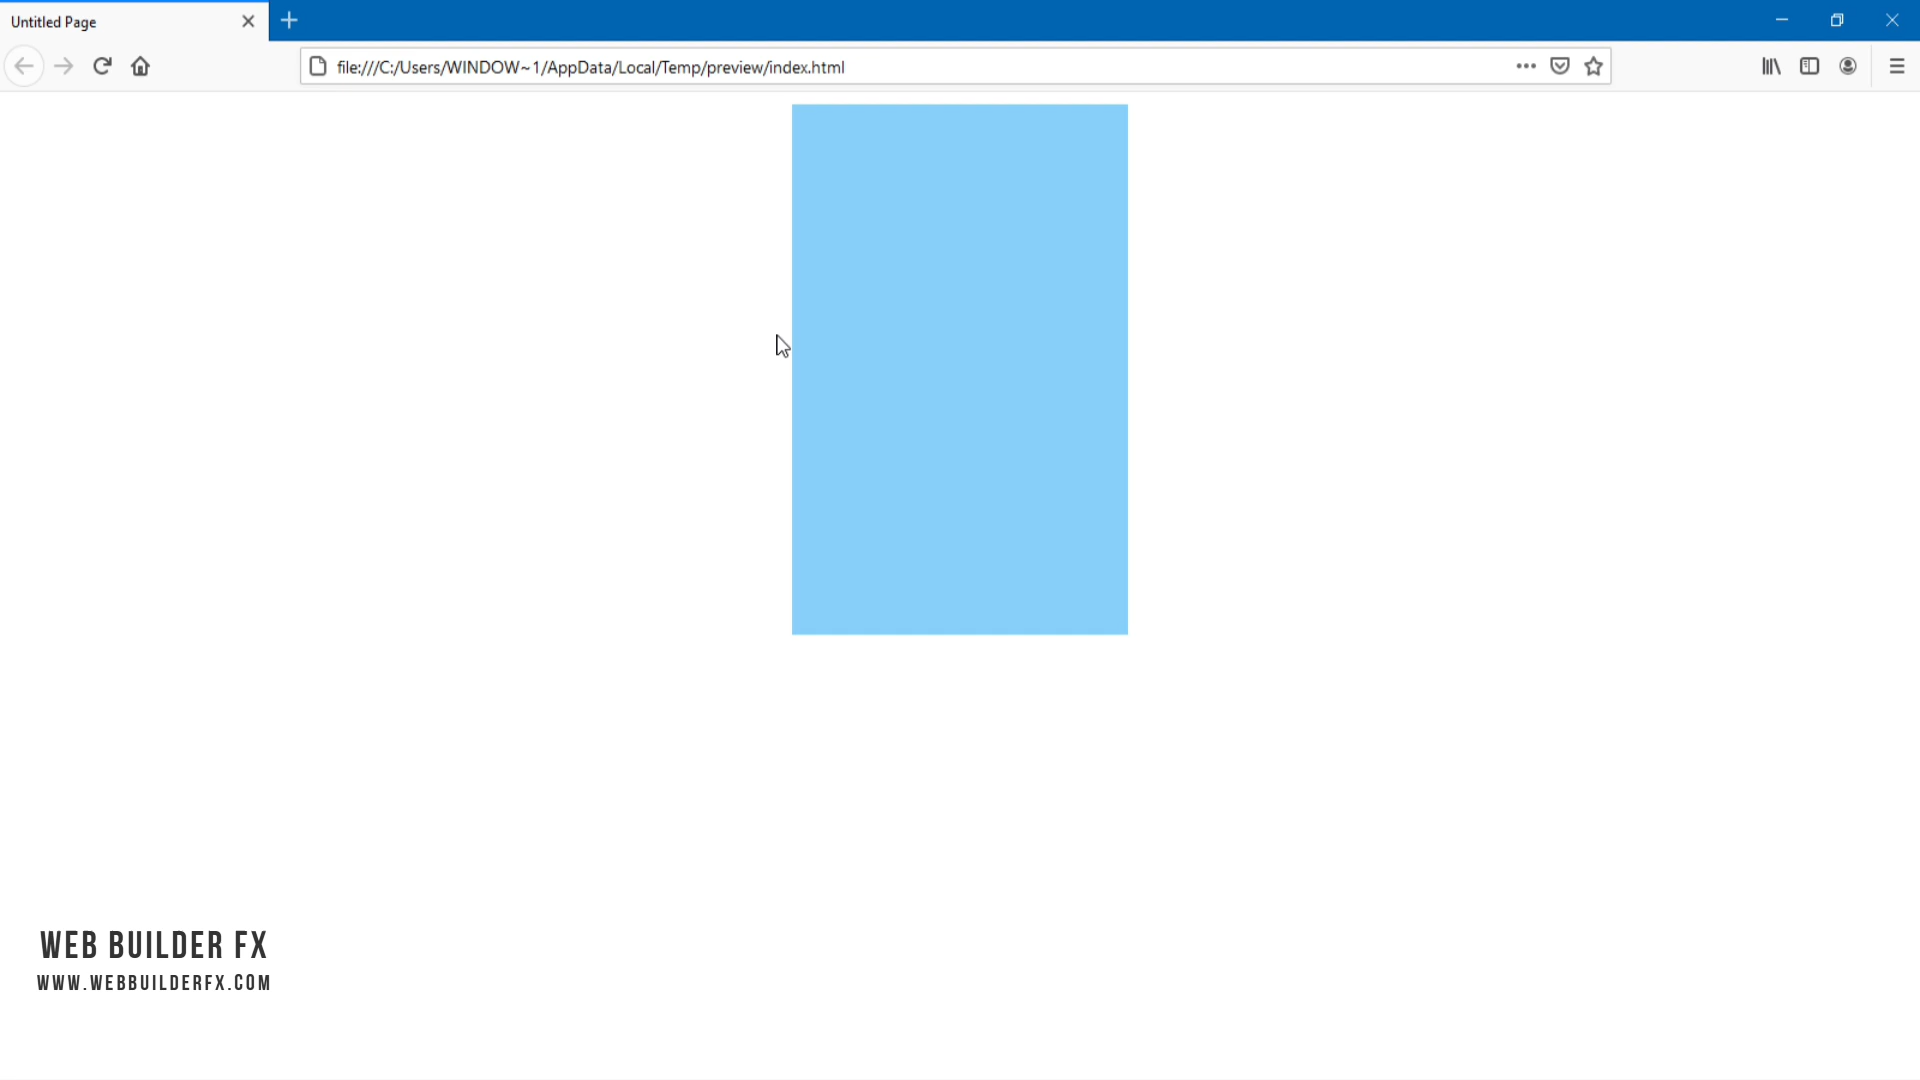 Untitled Page
file:///C:/Users/WINDOW~1/AppData/Local/Temp/preview/index.html
WEB BUILDER FX
WWW.WEBBUILDERFX.COM